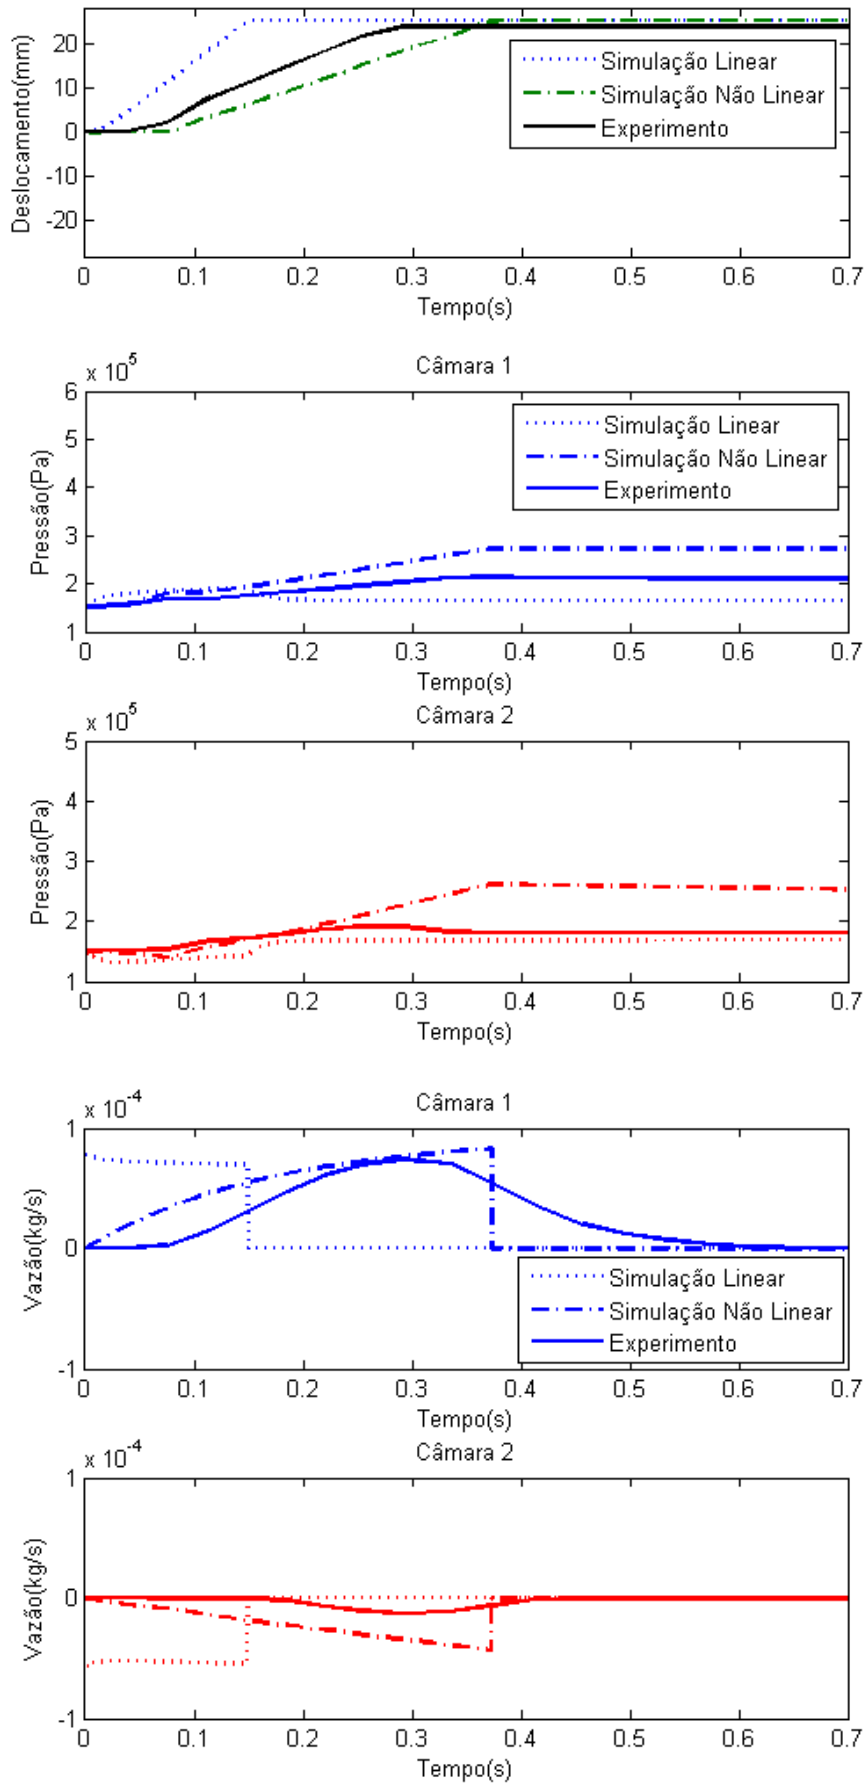 20
10
0
-10
-20
Deslocamento(mm)
Simulação Linear
Simulação Não Linear
Experimento
0 0.1 0.2 0.3 0.4 0.5 0.6 0.7
Tempo(s)
x 10^5
Câmara 1
6
5
4
3
2
1
Pressão(Pa)
Simulação Linear
Simulação Não Linear
Experimento
0 0.1 0.2 0.3 0.4 0.5 0.6 0.7
Tempo(s)
x 10^5
Câmara 2
5
4
3
2
1
Pressão(Pa)
0 0.1 0.2 0.3 0.4 0.5 0.6 0.7
Tempo(s)
x 10^-4
Câmara 1
1
0
-1
Vazão(kg/s)
Simulação Linear
Simulação Não Linear
Experimento
0 0.1 0.2 0.3 0.4 0.5 0.6 0.7
Tempo(s)
x 10^-4
Câmara 2
1
0
-1
Vazão(kg/s)
0 0.1 0.2 0.3 0.4 0.5 0.6 0.7
Tempo(s)